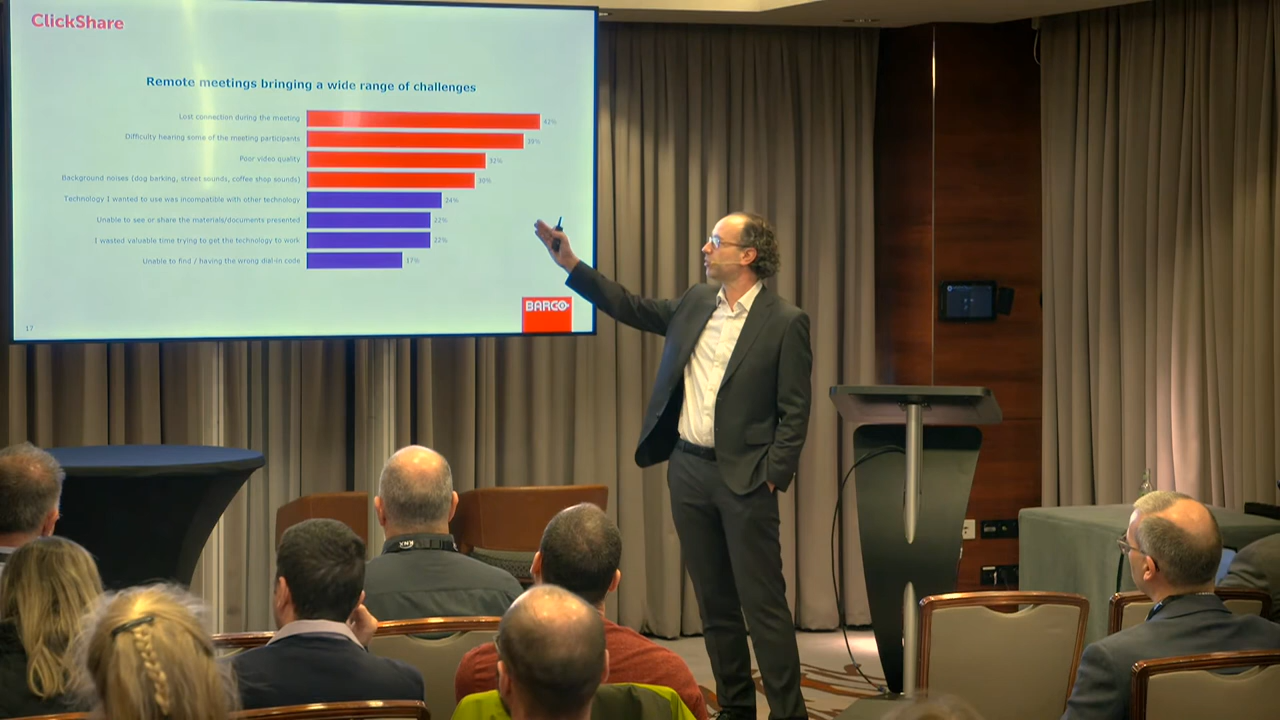 ClickShare
Remote meetings bringing a wide range of challenges
Lost connection during the meeting 42%
Difficulty hearing some of the meeting participants 39%
Poor video quality 32%
Background noises (dog barking, street sounds, coffee shop sounds) 30%
Technology I wanted to use was incompatible with other technology 24%
Unable to see or share the materials/documents presented 22%
I wasted valuable time trying to get the technology to work 22%
Unable to find / having the wrong dial-in code 17%
BARCO
17